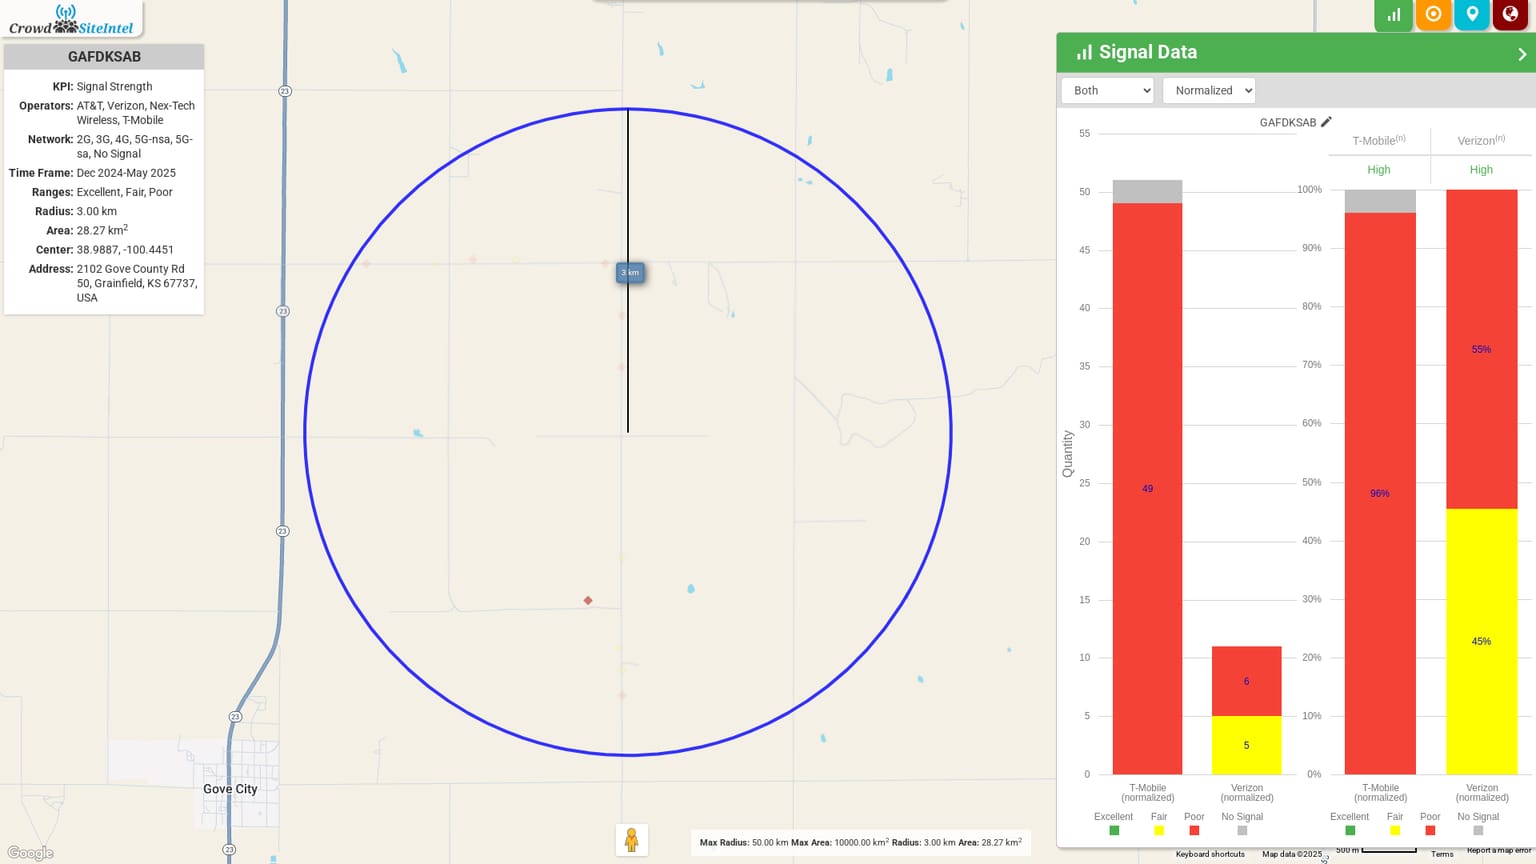 CROWD SITEINTEL
GAFDKSAB
KPI: Signal Strength
Operators: AT&T, Verizon, Nex-Tech
Wireless, T-Mobile
Network: 2G, 3G, 4G, 5G-nsa, 5G-
sa, No Signal
Time Frame: Dec 2024-May 2025
Ranges: Excellent, Fair, Poor
Radius: 3.00 km
Area: 28.27 km2
Center: 38.9887, -100.4451
Address: 2102 Gove County Rd
50, Grainfield, KS 67737,
USA
23
23
23
23
23
3 km
Gove City
Google
Max Radius: 50.00 km Max Area: 10000.00 km2 Radius: 3.00 km Area: 28.27 km2
Signal Data
Both Normalized
GAFDKSAB
T-Mobile(n) Verizon(n)
High High
Quantity
55
50
45
40
35
30
25
20
15
10
5
0
49
6
5
T-Mobile
(normalized)
Verizon
(normalized)
Excellent Fair Poor No Signal
100%
90%
80%
70%
60%
50%
40%
30%
20%
10%
0%
96%
55%
45%
T-Mobile
(normalized)
Verizon
(normalized)
Excellent Fair Poor No Signal
Keyboard shortcuts Map data ©2025 500 m Terms Report a map error